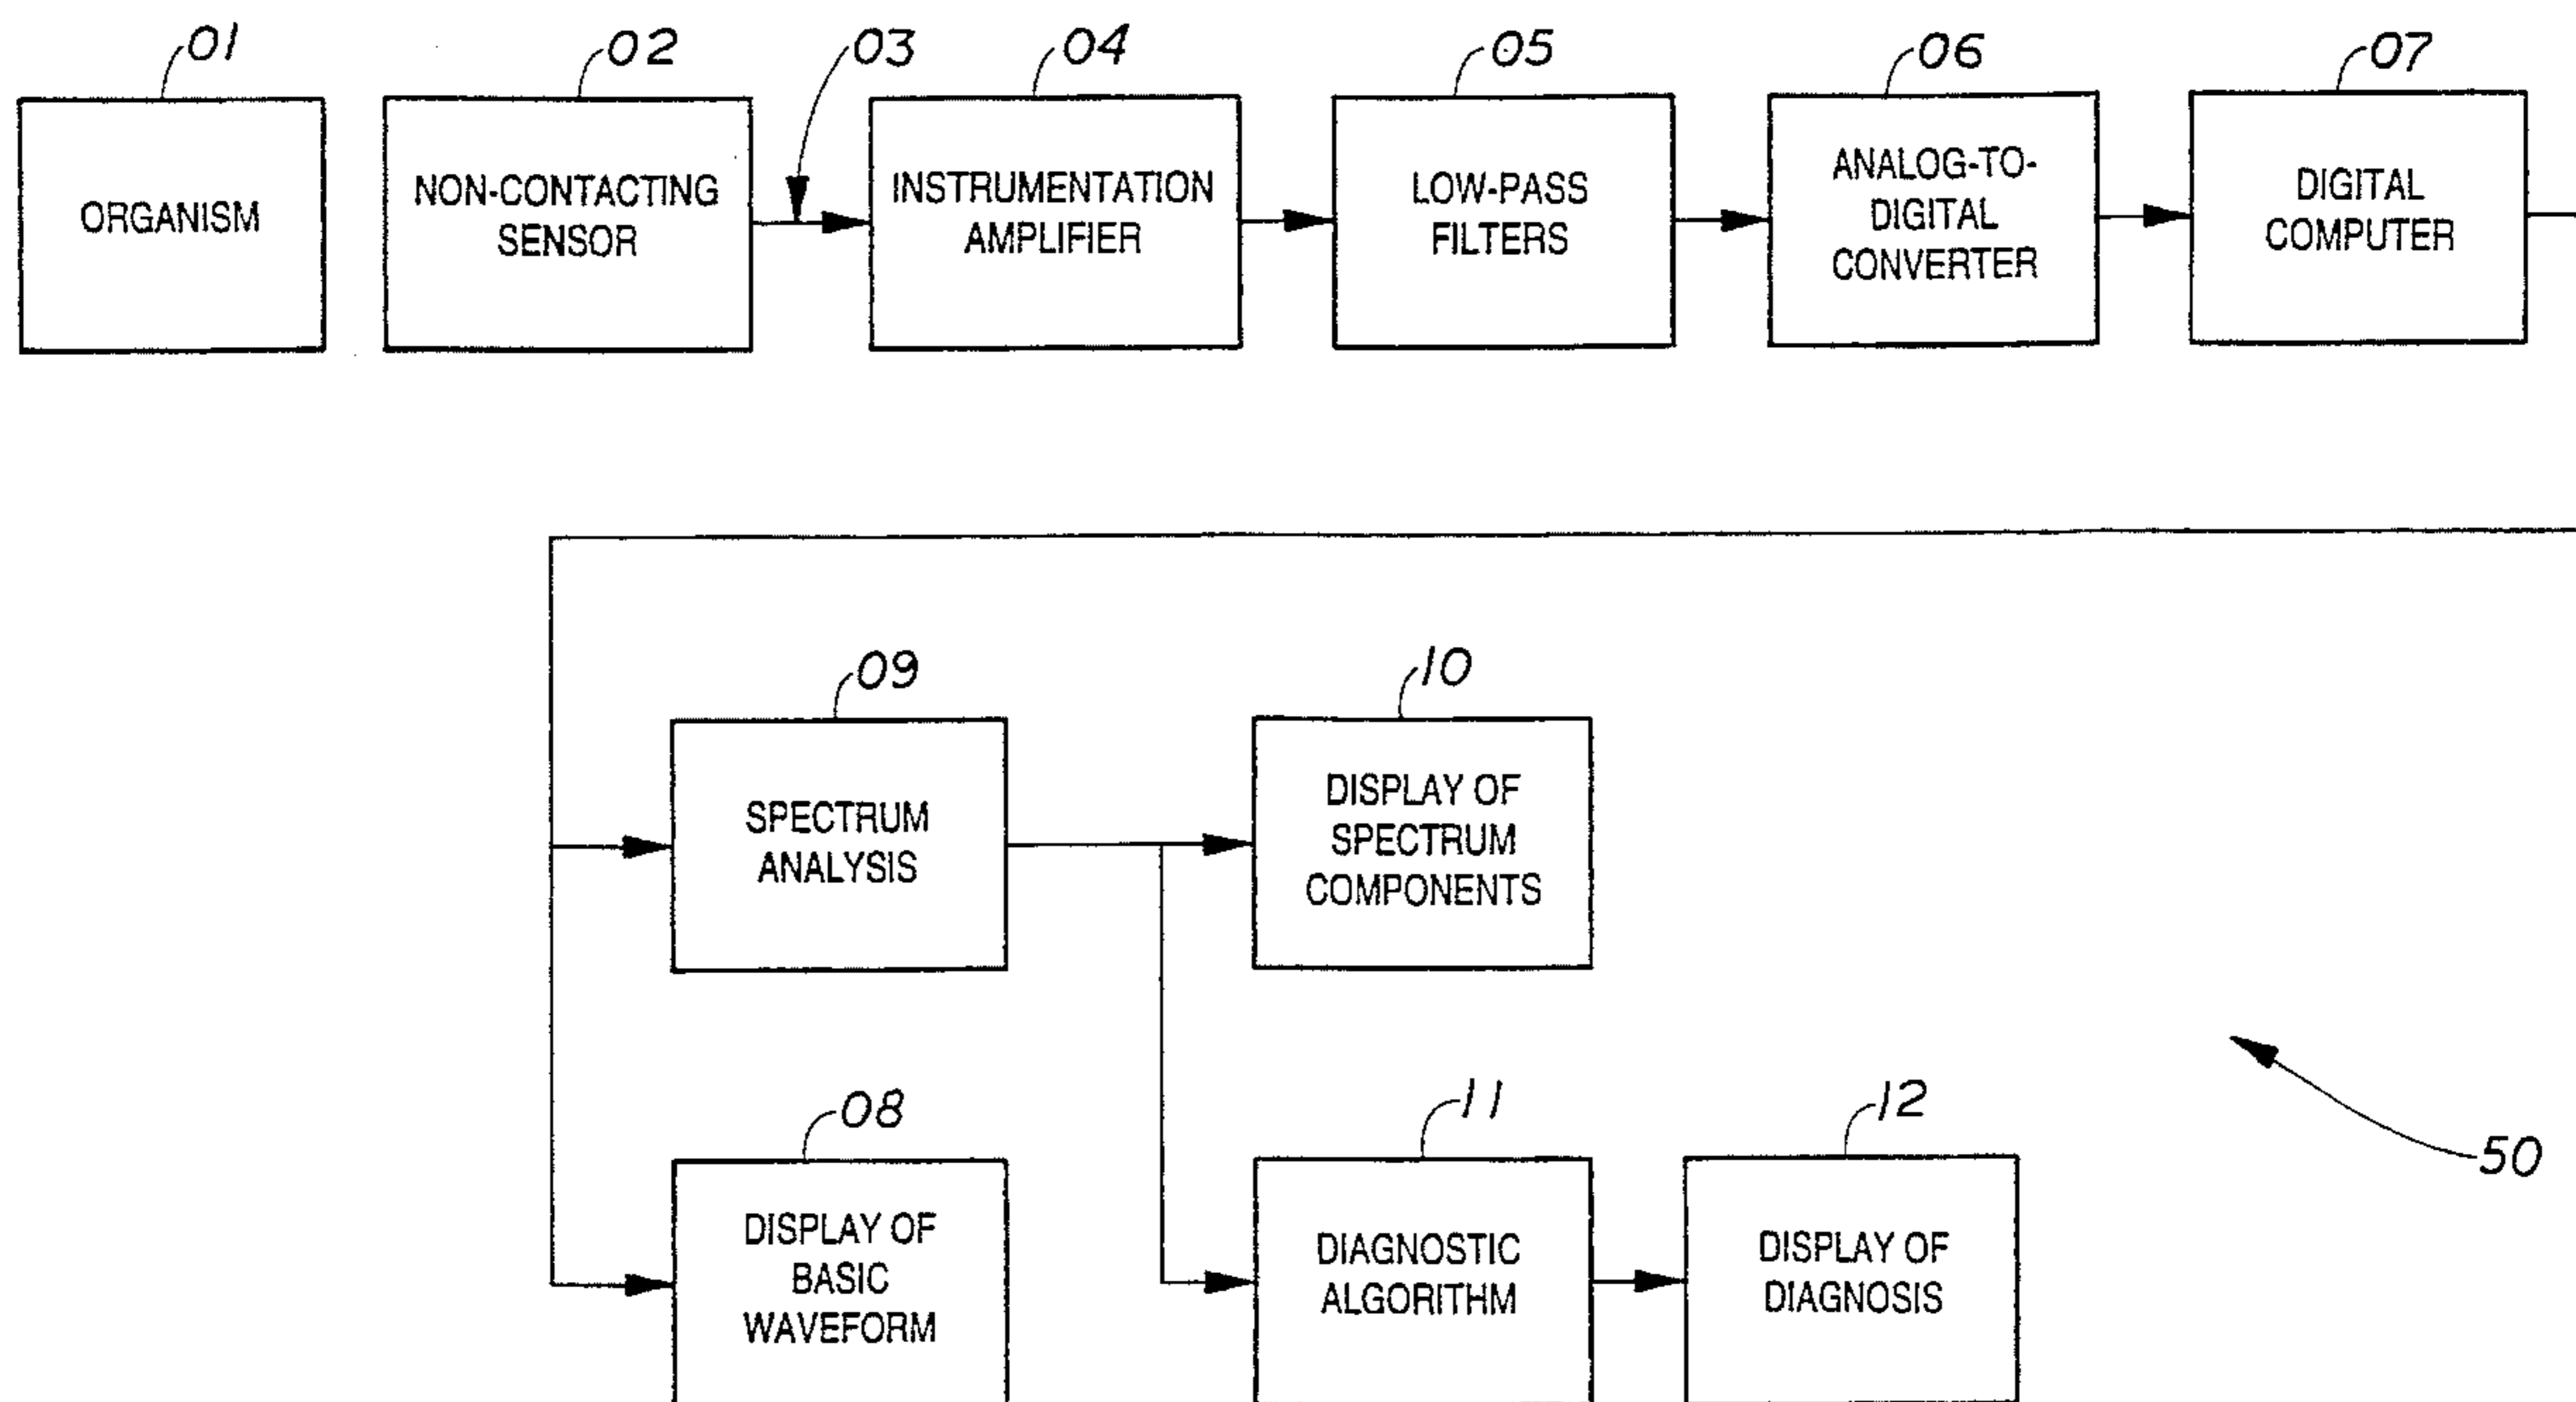 01
02
03
04
05
06
07
ORGANISM
NON-CONTACTING
SENSOR
INSTRUMENTATION
AMPLIFIER
LOW-PASS
FILTERS
ANALOG-TO-
DIGITAL
CONVERTER
DIGITAL
COMPUTER
09
10
SPECTRUM
ANALYSIS
DISPLAY OF
SPECTRUM
COMPONENTS
08
11
12
50
DISPLAY OF
BASIC
WAVEFORM
DIAGNOSTIC
ALGORITHM
DISPLAY OF
DIAGNOSIS